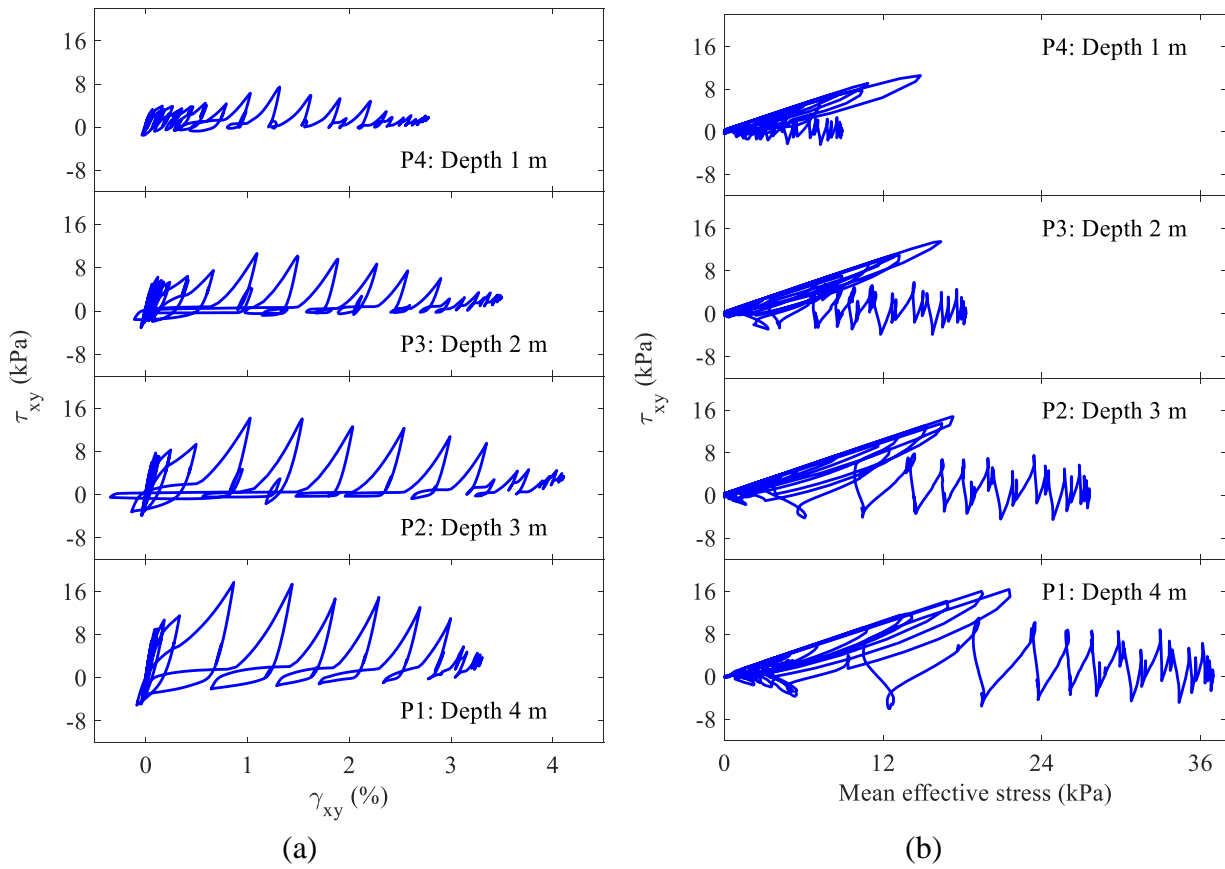 16
8
0
-8
P4: Depth 1 m
16
8
0
-8
P3: Depth 2 m
16
8
0
-8
P2: Depth 3 m
16
8
0
-8
P1: Depth 4 m
τxy (kPa)
0 1 2 3 4
γxy (%)
(a)
16
8
0
-8
P4: Depth 1 m
16
8
0
-8
P3: Depth 2 m
16
8
0
-8
P2: Depth 3 m
16
8
0
-8
P1: Depth 4 m
τxy (kPa)
0 12 24 36
Mean effective stress (kPa)
(b)